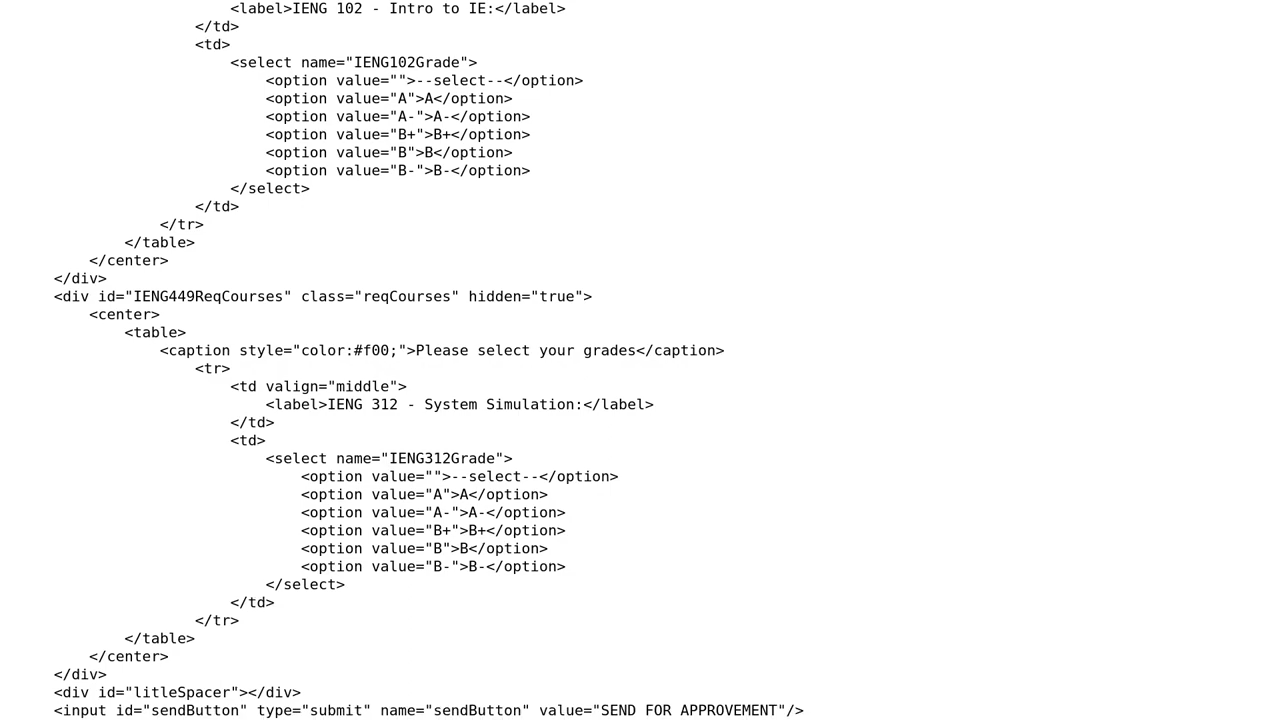 <label>IENG 102 - Intro to IE:</label>
</td>
<td>
<select name="IENG102Grade">
<option value="">--select--</option>
<option value="A">A</option>
<option value="A-">A-</option>
<option value="B+">B+</option>
<option value="B">B</option>
<option value="B-">B-</option>
</select>
</td>
</tr>
</table>
</center>
</div>
<div id="IENG449ReqCourses" class="reqCourses" hidden="true">
<center>
<table>
<caption style="color:#f00;">Please select your grades</caption>
<tr>
<td valign="middle">
<label>IENG 312 - System Simulation:</label>
</td>
<td>
<select name="IENG312Grade">
<option value="">--select--</option>
<option value="A">A</option>
<option value="A-">A-</option>
<option value="B+">B+</option>
<option value="B">B</option>
<option value="B-">B-</option>
</select>
</td>
</tr>
</table>
</center>
</div>
<div id="litleSpacer"></div>
<input id="sendButton" type="submit" name="sendButton" value="SEND FOR APPROVEMENT"/>